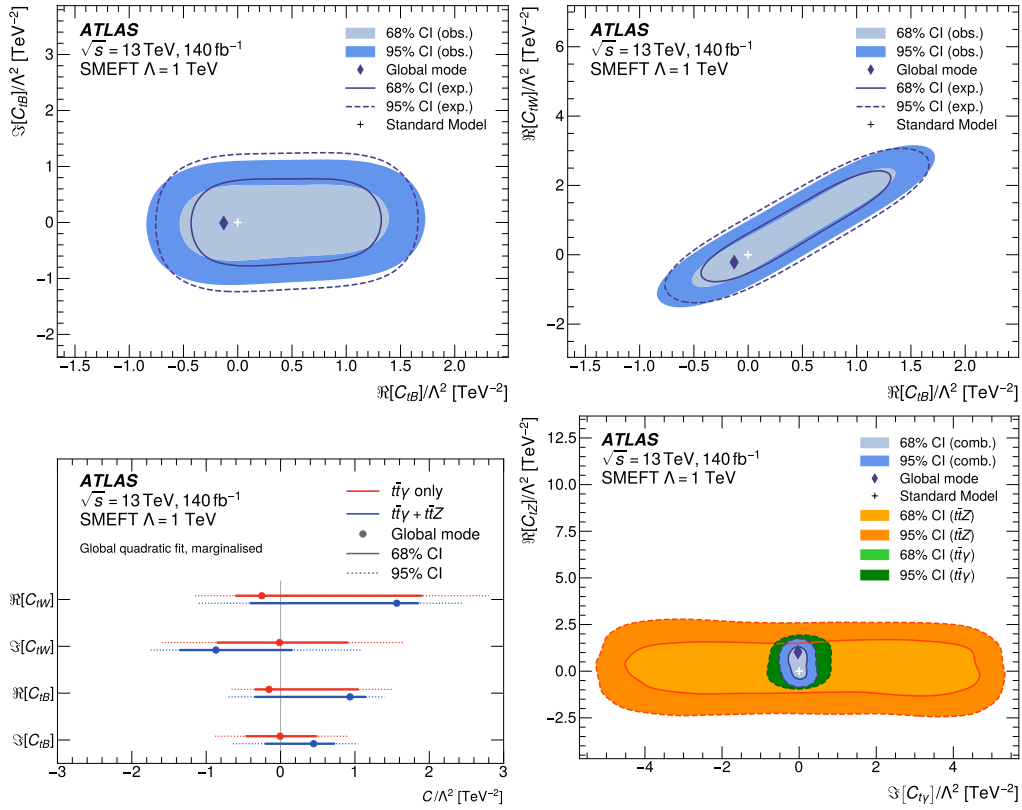 ATLAS
√s = 13 TeV, 140 fb⁻¹
SMEFT Λ = 1 TeV
68% CI (obs.)
95% CI (obs.)
Global mode
68% CI (exp.)
95% CI (exp.)
Standard Model
ℑ[C_tB]/Λ² [TeV⁻²]
3
2
1
0
−1
−2
−1.5 −1.0 −0.5 0.0 0.5 1.0 1.5 2.0
ℜ[C_tB]/Λ² [TeV⁻²]
ATLAS
√s = 13 TeV, 140 fb⁻¹
SMEFT Λ = 1 TeV
68% CI (obs.)
95% CI (obs.)
Global mode
68% CI (exp.)
95% CI (exp.)
Standard Model
ℜ[C_tW]/Λ² [TeV⁻²]
6
4
2
0
−2
−1.5 −1.0 −0.5 0.0 0.5 1.0 1.5 2.0
ℜ[C_tB]/Λ² [TeV⁻²]
ATLAS
√s = 13 TeV, 140 fb⁻¹
SMEFT Λ = 1 TeV
Global quadratic fit, marginalised
tt̄γ only
tt̄γ + tt̄Z
Global mode
68% CI
95% CI
ℜ[C_tW]
ℑ[C_tW]
ℜ[C_tB]
ℑ[C_tB]
−3 −2 −1 0 1 2 3
C/Λ² [TeV⁻²]
ATLAS
√s = 13 TeV, 140 fb⁻¹
SMEFT Λ = 1 TeV
68% CI (comb.)
95% CI (comb.)
Global mode
Standard Model
68% CI (tt̄Z)
95% CI (tt̄Z)
68% CI (tt̄γ)
95% CI (tt̄γ)
ℜ[C_tZ]/Λ² [TeV⁻²]
12.5
10.0
7.5
5.0
2.5
0.0
−2.5
−4 −2 0 2 4
ℑ[C_tγ]/Λ² [TeV⁻²]